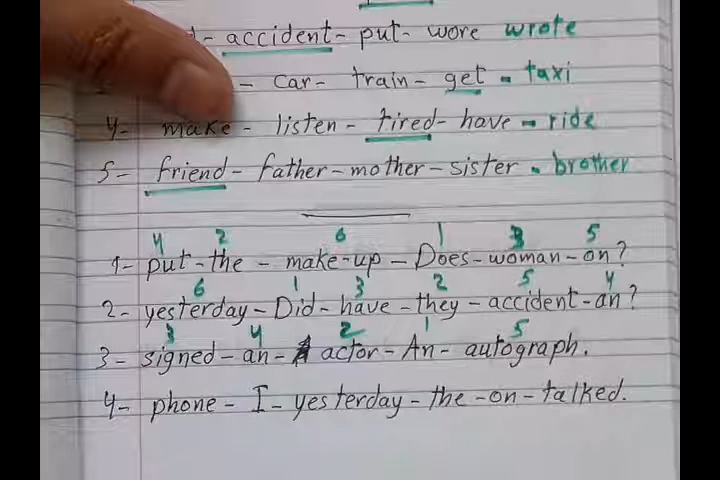 - accident - put - wore wrote
- car - train - get - taxi
4- make - listen - tired - have - ride
5- friend - father - mother - sister - brother
4 2 6 1 3 5
1- put - the - make-up - Does - woman - on?
6 1 3 2 5 4
2- yesterday - Did - have - they - accident - an?
3 4 2 1 5
3- signed - an - actor - An - autograph.
4- phone - I - yesterday - the - on - talked.